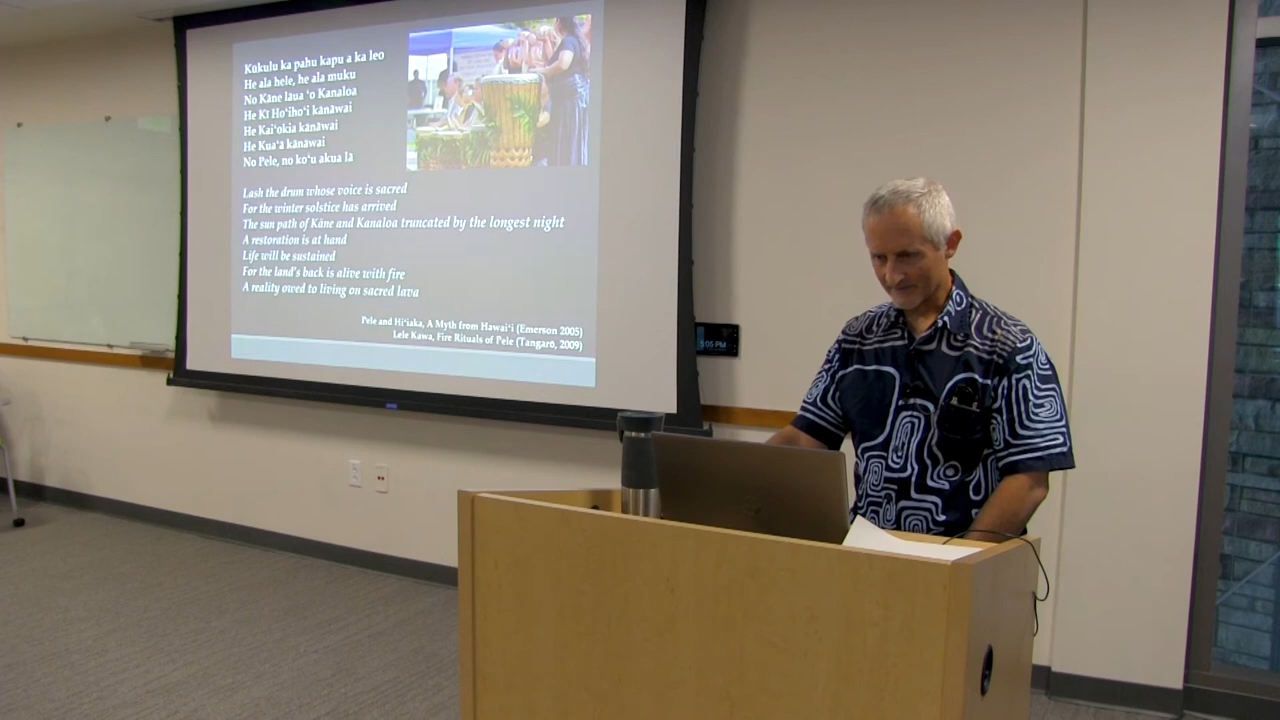 Kūkulu ka pahu kapu a ka leo
He ala hele, he ala muku
No Kāne lāua ʻo Kanaloa
He Kī Hoʻihoʻi kānāwai
He Kaiʻokia kānāwai
He Kuaʻā kānāwai
No Pele, no koʻu akua lā
Lash the drum whose voice is sacred
For the winter solstice has arrived
The sun path of Kāne and Kanaloa truncated by the longest night
A restoration is at hand
Life will be sustained
For the land's back is alive with fire
A reality owed to living on sacred lava
Pele and Hiʻiaka, A Myth from Hawaiʻi (Emerson 2005)
Lele Kawa, Fire Rituals of Pele (Tangarō, 2009)
5:05 PM